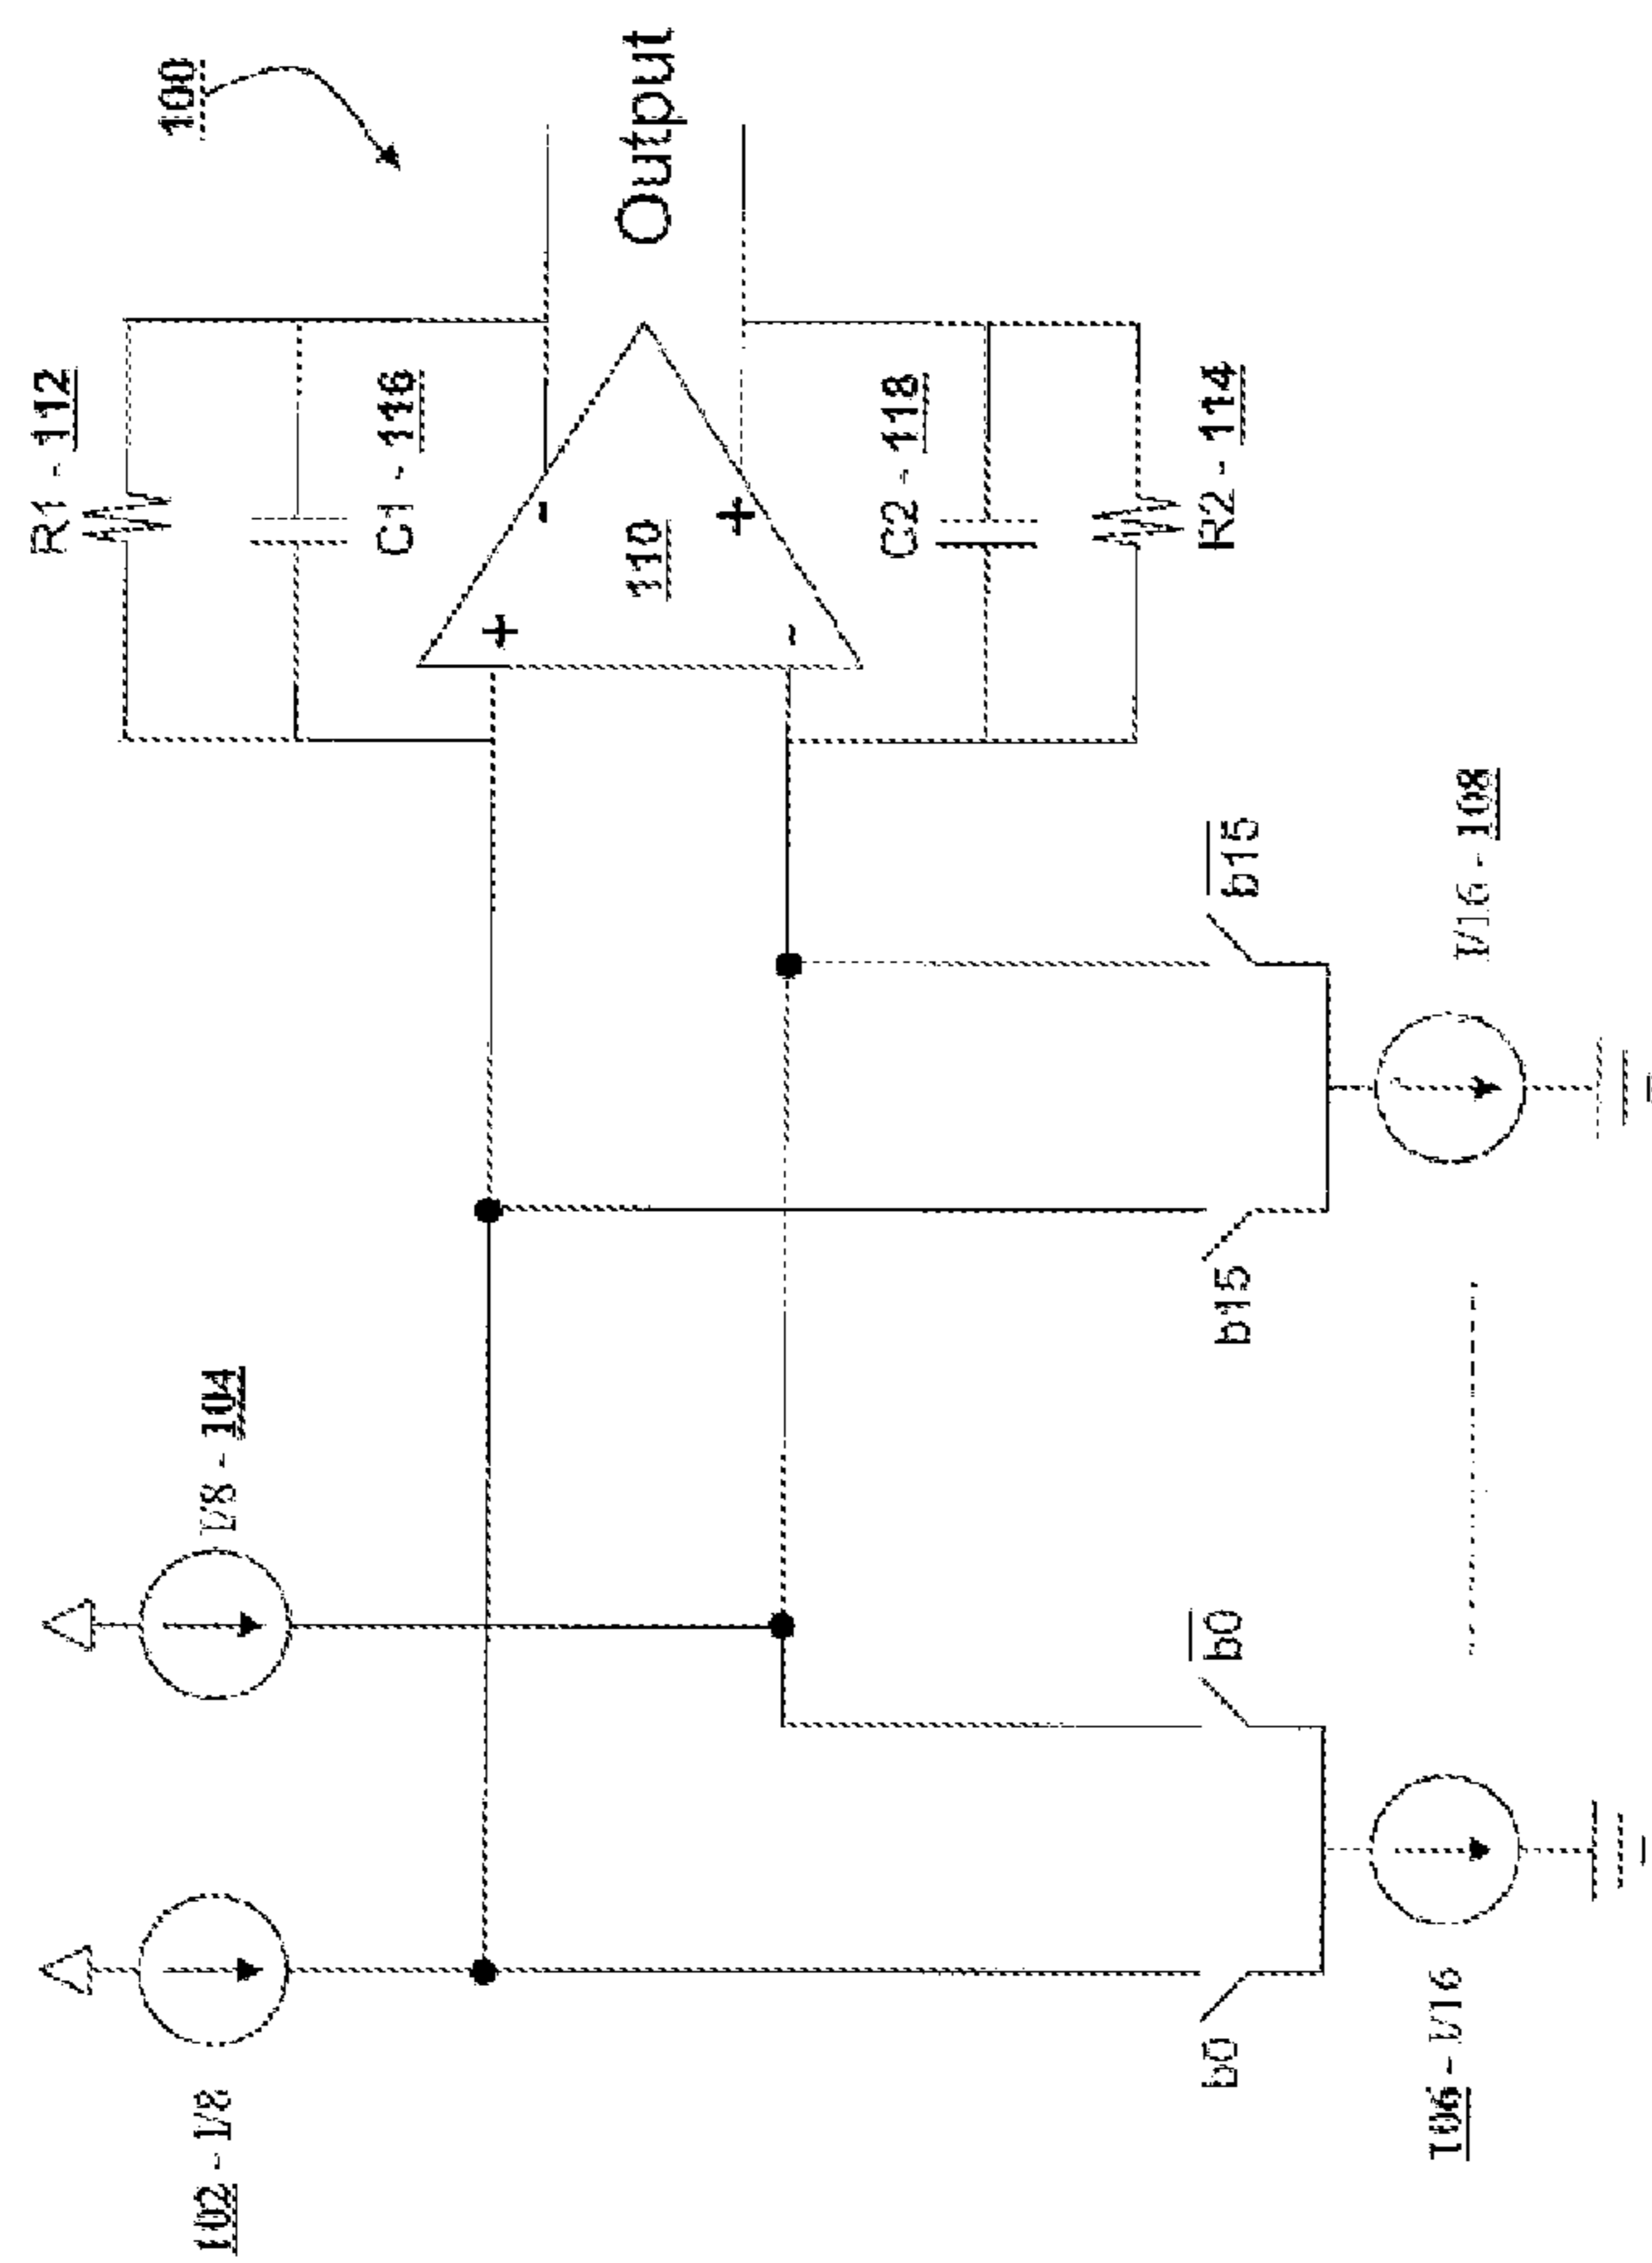 R1 - 112
100
102 - I/8
I/8 - 104
C1 - 116
+
-
110
Output
+
-
C2 - 118
b0
b0
b15
b15
R2 - 114
106 - I/16
I/16 - 108